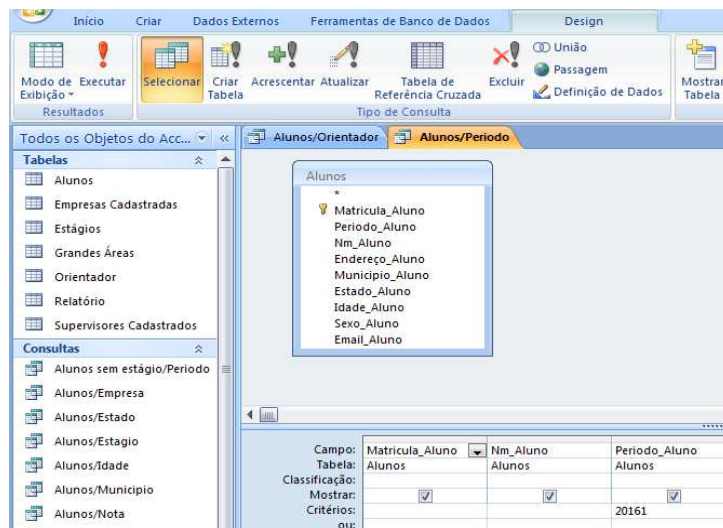 Início Criar Dados Externos Ferramentas de Banco de Dados Design
Modo de Exibição Executar Selecionar Criar Tabela Acrescentar Atualizar Tabela de Referência Cruzada Excluir União Passagem Definição de Dados Mostrar Tabela
Resultados Tipo de Consulta
Todos os Objetos do Acc... « Alunos/Orientador Alunos/Periodo
Tabelas
Alunos
Empresas Cadastradas
Estágios
Grandes Áreas
Orientador
Relatório
Supervisores Cadastrados
Consultas
Alunos sem estágio/Periodo
Alunos/Empresa
Alunos/Estado
Alunos/Estagio
Alunos/Idade
Alunos/Municipio
Alunos/Nota
Alunos
*
Matricula_Aluno
Periodo_Aluno
Nm_Aluno
Endereço_Aluno
Municipio_Aluno
Estado_Aluno
Idade_Aluno
Sexo_Aluno
Email_Aluno
Campo: Matricula_Aluno Nm_Aluno Periodo_Aluno
Tabela: Alunos Alunos Alunos
Classificação:
Mostrar:
Critérios: 20161
ou: